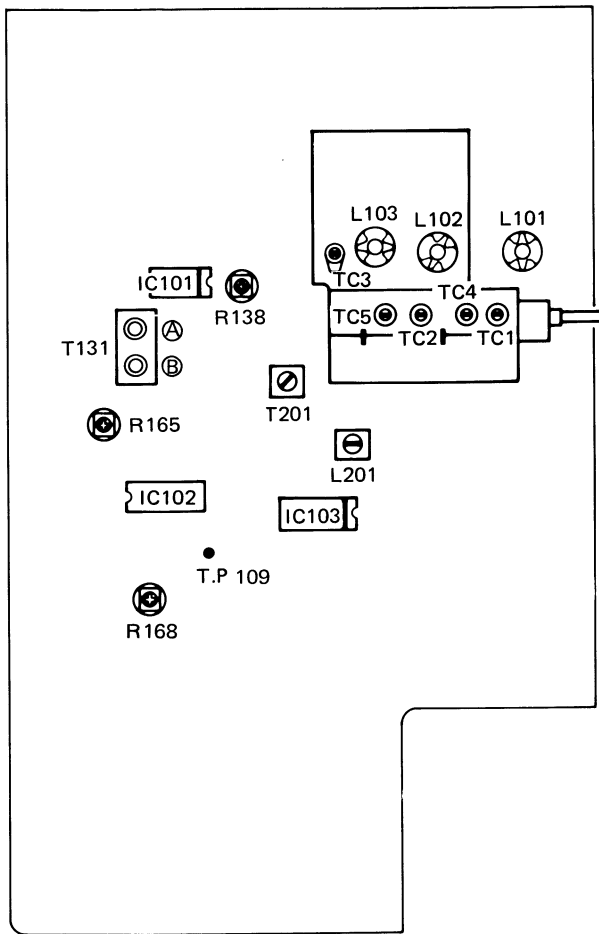 L103
L102
L101
TC3
TC4
IC101
R138
TC5
TC2
TC1
T131
A
B
T201
R165
L201
IC102
IC103
T.P 109
R168